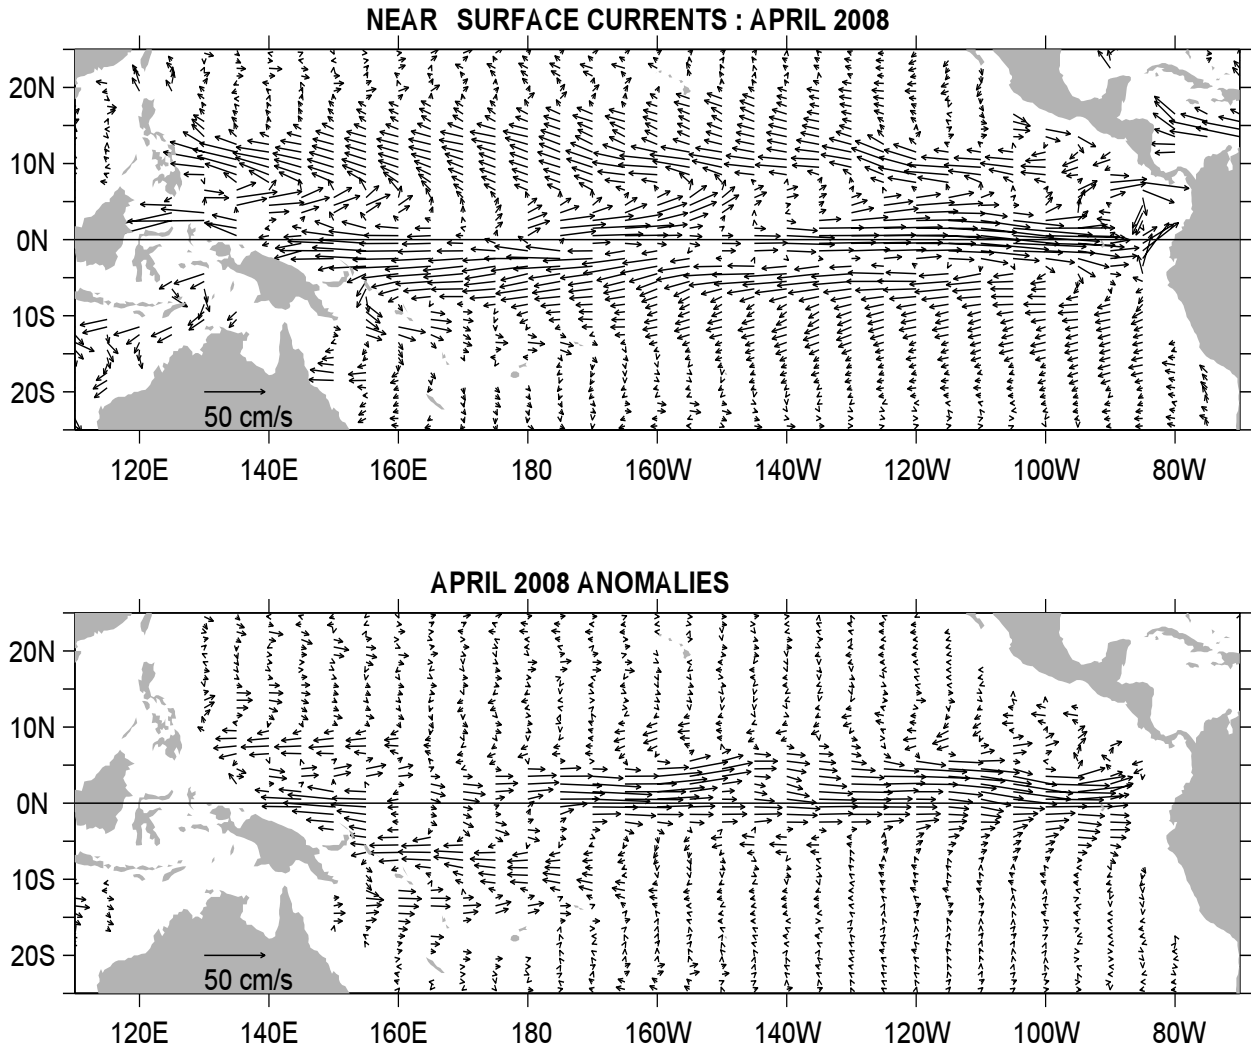 NEAR SURFACE CURRENTS : APRIL 2008
20N
10N
0N
10S
20S
50 cm/s
120E 140E 160E 180 160W 140W 120W 100W 80W
APRIL 2008 ANOMALIES
20N
10N
0N
10S
20S
50 cm/s
120E 140E 160E 180 160W 140W 120W 100W 80W